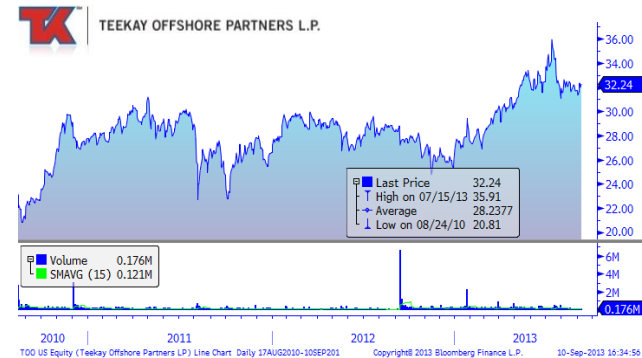 TK TEEKAY OFFSHORE PARTNERS L.P.
36.00
34.00
32.24
30.00
28.00
26.00
24.00
22.00
20.00
Last Price 32.24
High on 07/15/13 35.91
Average 28.2377
Low on 08/24/10 20.81
Volume 0.176M
SMAVG (15) 0.121M
6M
4M
2M
0.176M
2010 2011 2012 2013
TOO US Equity (Teekay Offshore Partners LP) Line Chart Daily 17AUG2010-10SEP201 Copyright© 2013 Bloomberg Finance L.P. 10-Sep-2013 16:34:56